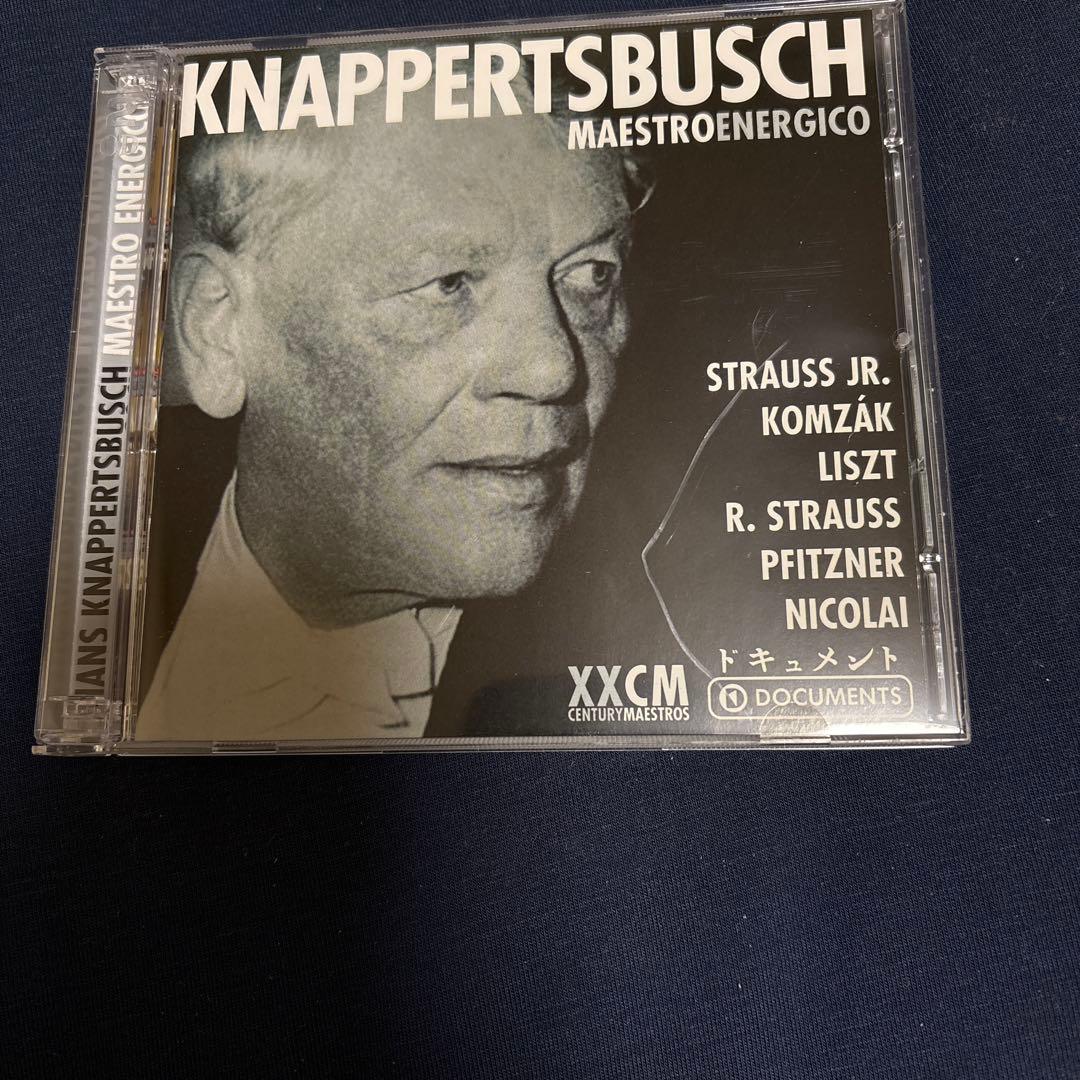 KNAPPERTSBUSCH
MAESTROENERGICO
STRAUSS JR.
KOMZÁK
LISZT
R. STRAUSS
PFITZNER
NICOLAI
ドキュメント
DOCUMENTS
XXCM
CENTURYMAESTROS
HANS KNAPPERTSBUSCH MAESTRO ENERGICO